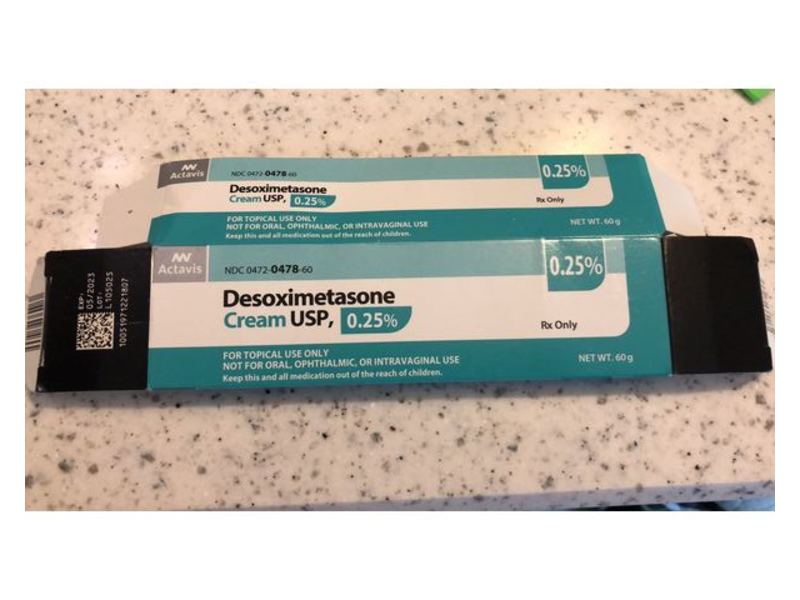 Actavis
NDC 0472-0478-60
0.25%
Desoximetasone
Cream USP, 0.25%
Rx Only
FOR TOPICAL USE ONLY
NOT FOR ORAL, OPHTHALMIC, OR INTRAVAGINAL USE
NET WT. 60 g
Keep this and all medication out of the reach of children.
Actavis
NDC 0472-0478-60
0.25%
Desoximetasone
Cream USP, 0.25%
Rx Only
FOR TOPICAL USE ONLY
NOT FOR ORAL, OPHTHALMIC, OR INTRAVAGINAL USE
NET WT. 60 g
Keep this and all medication out of the reach of children.
EXP:
05/2023
LOT:
L105025
10051971221807